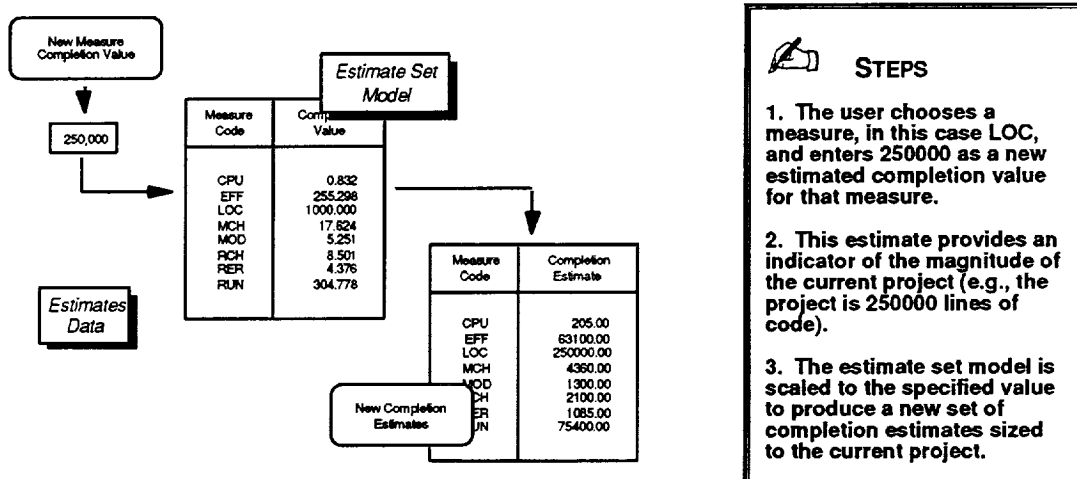 New Measure
Completion Value
250,000
Estimate Set
Model
Measure
Code
Value
CPU 0.832
EFF 255.298
LOC 1000.000
MCH 17.624
MOD 5.251
RCH 8.501
RER 4.376
RUN 304.778
Estimates
Data
Measure
Code
Completion
Estimate
CPU 205.00
EFF 63100.00
LOC 250000.00
MCH 4360.00
MOD 1300.00
CH 2100.00
ER 1085.00
UN 75400.00
New Completion
Estimates
STEPS
1. The user chooses a
measure, in this case LOC,
and enters 250000 as a new
estimated completion value
for that measure.
2. This estimate provides an
indicator of the magnitude of
the current project (e.g., the
project is 250000 lines of
code).
3. The estimate set model is
scaled to the specified value
to produce a new set of
completion estimates sized
to the current project.